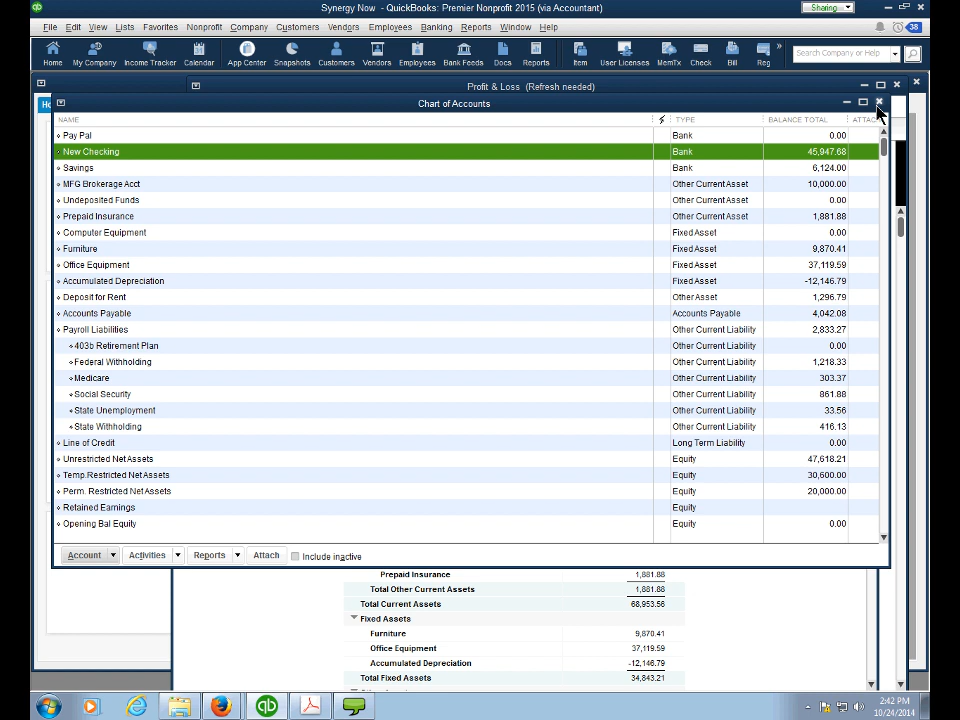 Synergy Now - QuickBooks: Premier Nonprofit 2015 (via Accountant)
Sharing
File Edit View Lists Favorites Nonprofit Company Customers Vendors Employees Banking Reports Window Help
38
Home My Company Income Tracker Calendar App Center Snapshots Customers Vendors Employees Bank Feeds Docs Reports Item User Licenses MemTx Check Bill Reg
Search Company or Help
Profit & Loss (Refresh needed)
Chart of Accounts
NAME TYPE BALANCE TOTAL ATTAC
Pay Pal Bank 0.00
New Checking Bank 45,947.68
Savings Bank 6,124.00
MFG Brokerage Acct Other Current Asset 10,000.00
Undeposited Funds Other Current Asset 0.00
Prepaid Insurance Other Current Asset 1,881.88
Computer Equipment Fixed Asset 0.00
Furniture Fixed Asset 9,870.41
Office Equipment Fixed Asset 37,119.59
Accumulated Depreciation Fixed Asset -12,146.79
Deposit for Rent Other Asset 1,296.79
Accounts Payable Accounts Payable 4,042.08
Payroll Liabilities Other Current Liability 2,833.27
403b Retirement Plan Other Current Liability 0.00
Federal Withholding Other Current Liability 1,218.33
Medicare Other Current Liability 303.37
Social Security Other Current Liability 861.88
State Unemployment Other Current Liability 33.56
State Withholding Other Current Liability 416.13
Line of Credit Long Term Liability 0.00
Unrestricted Net Assets Equity 47,618.21
Temp.Restricted Net Assets Equity 30,600.00
Perm. Restricted Net Assets Equity 20,000.00
Retained Earnings Equity
Opening Bal Equity Equity 0.00
Account Activities Reports Attach Include inactive
Prepaid Insurance 1,881.88
Total Other Current Assets 1,881.88
Total Current Assets 68,953.56
Fixed Assets
Furniture 9,870.41
Office Equipment 37,119.59
Accumulated Depreciation -12,146.79
Total Fixed Assets 34,843.21
2:42 PM
10/24/2014